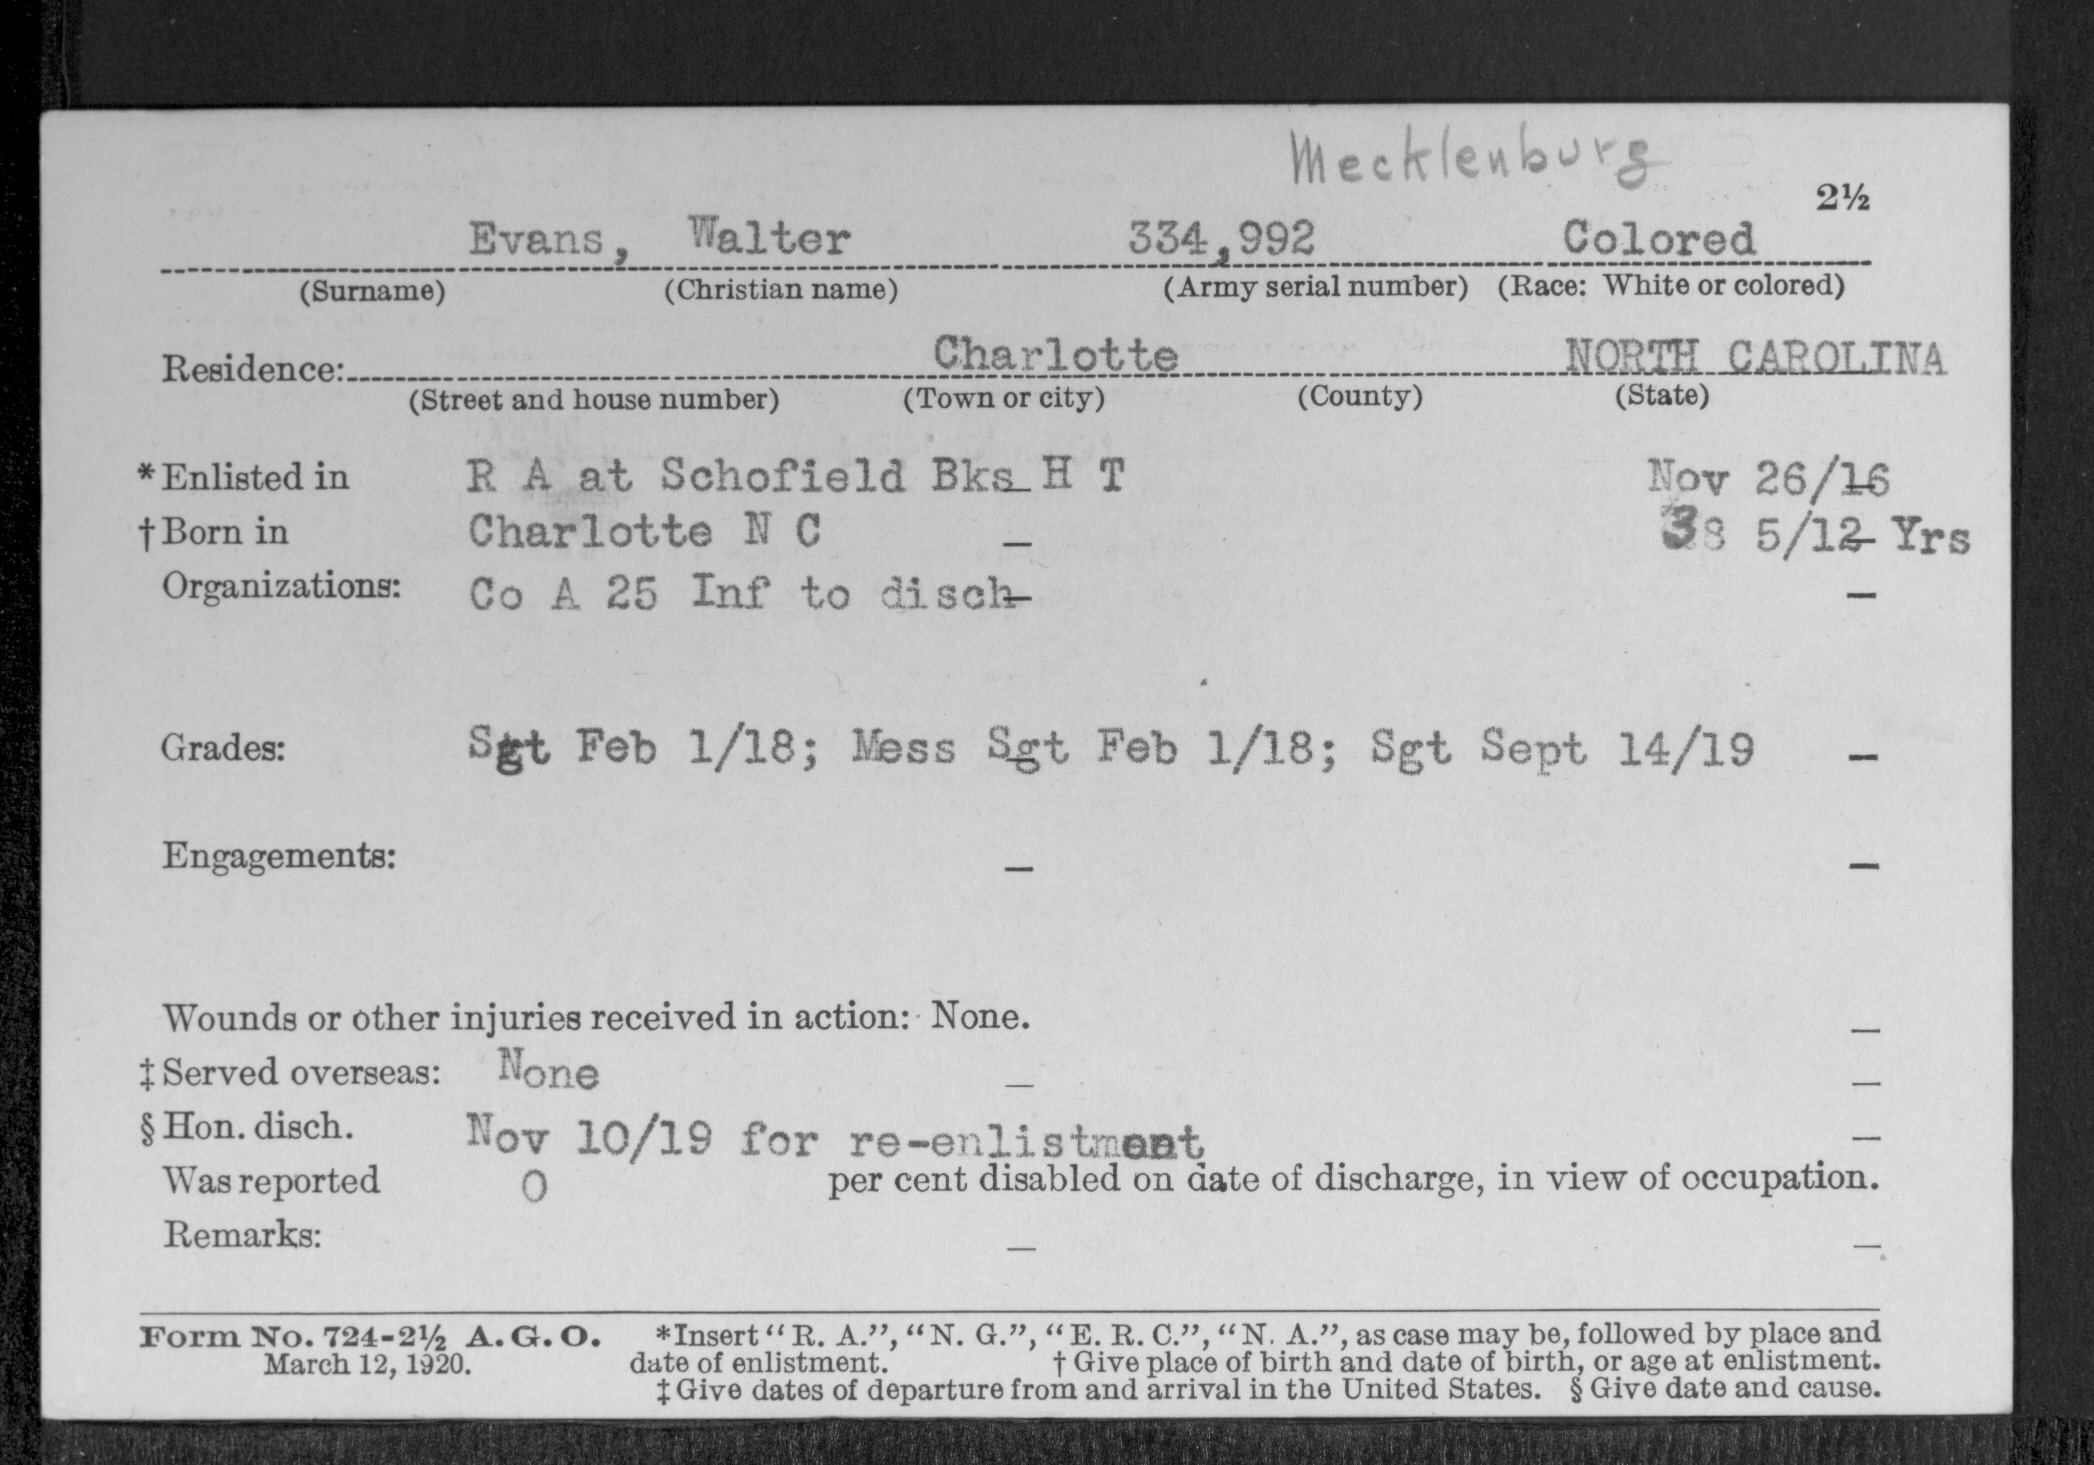 Mecklenburg
2½
Evans, Walter 334,992 Colored
(Surname) (Christian name) (Army serial number) (Race: White or colored)
Residence: Charlotte NORTH CAROLINA
(Street and house number) (Town or city) (County) (State)
*Enlisted in R A at Schofield Bks H T Nov 26/16
†Born in Charlotte N C – 38 5/12 Yrs
Organizations: Co A 25 Inf to disch –
Grades: Sgt Feb 1/18; Mess Sgt Feb 1/18; Sgt Sept 14/19 –
Engagements: – –
Wounds or other injuries received in action: None. –
‡Served overseas: None – –
§Hon. disch. Nov 10/19 for re-enlistment –
Was reported 0 per cent disabled on date of discharge, in view of occupation.
Remarks: – –
Form No. 724-2½ A. G. O. *Insert "R. A.", "N. G.", "E. R. C.", "N. A.", as case may be, followed by place and
March 12, 1920. date of enlistment. †Give place of birth and date of birth, or age at enlistment.
‡Give dates of departure from and arrival in the United States. §Give date and cause.